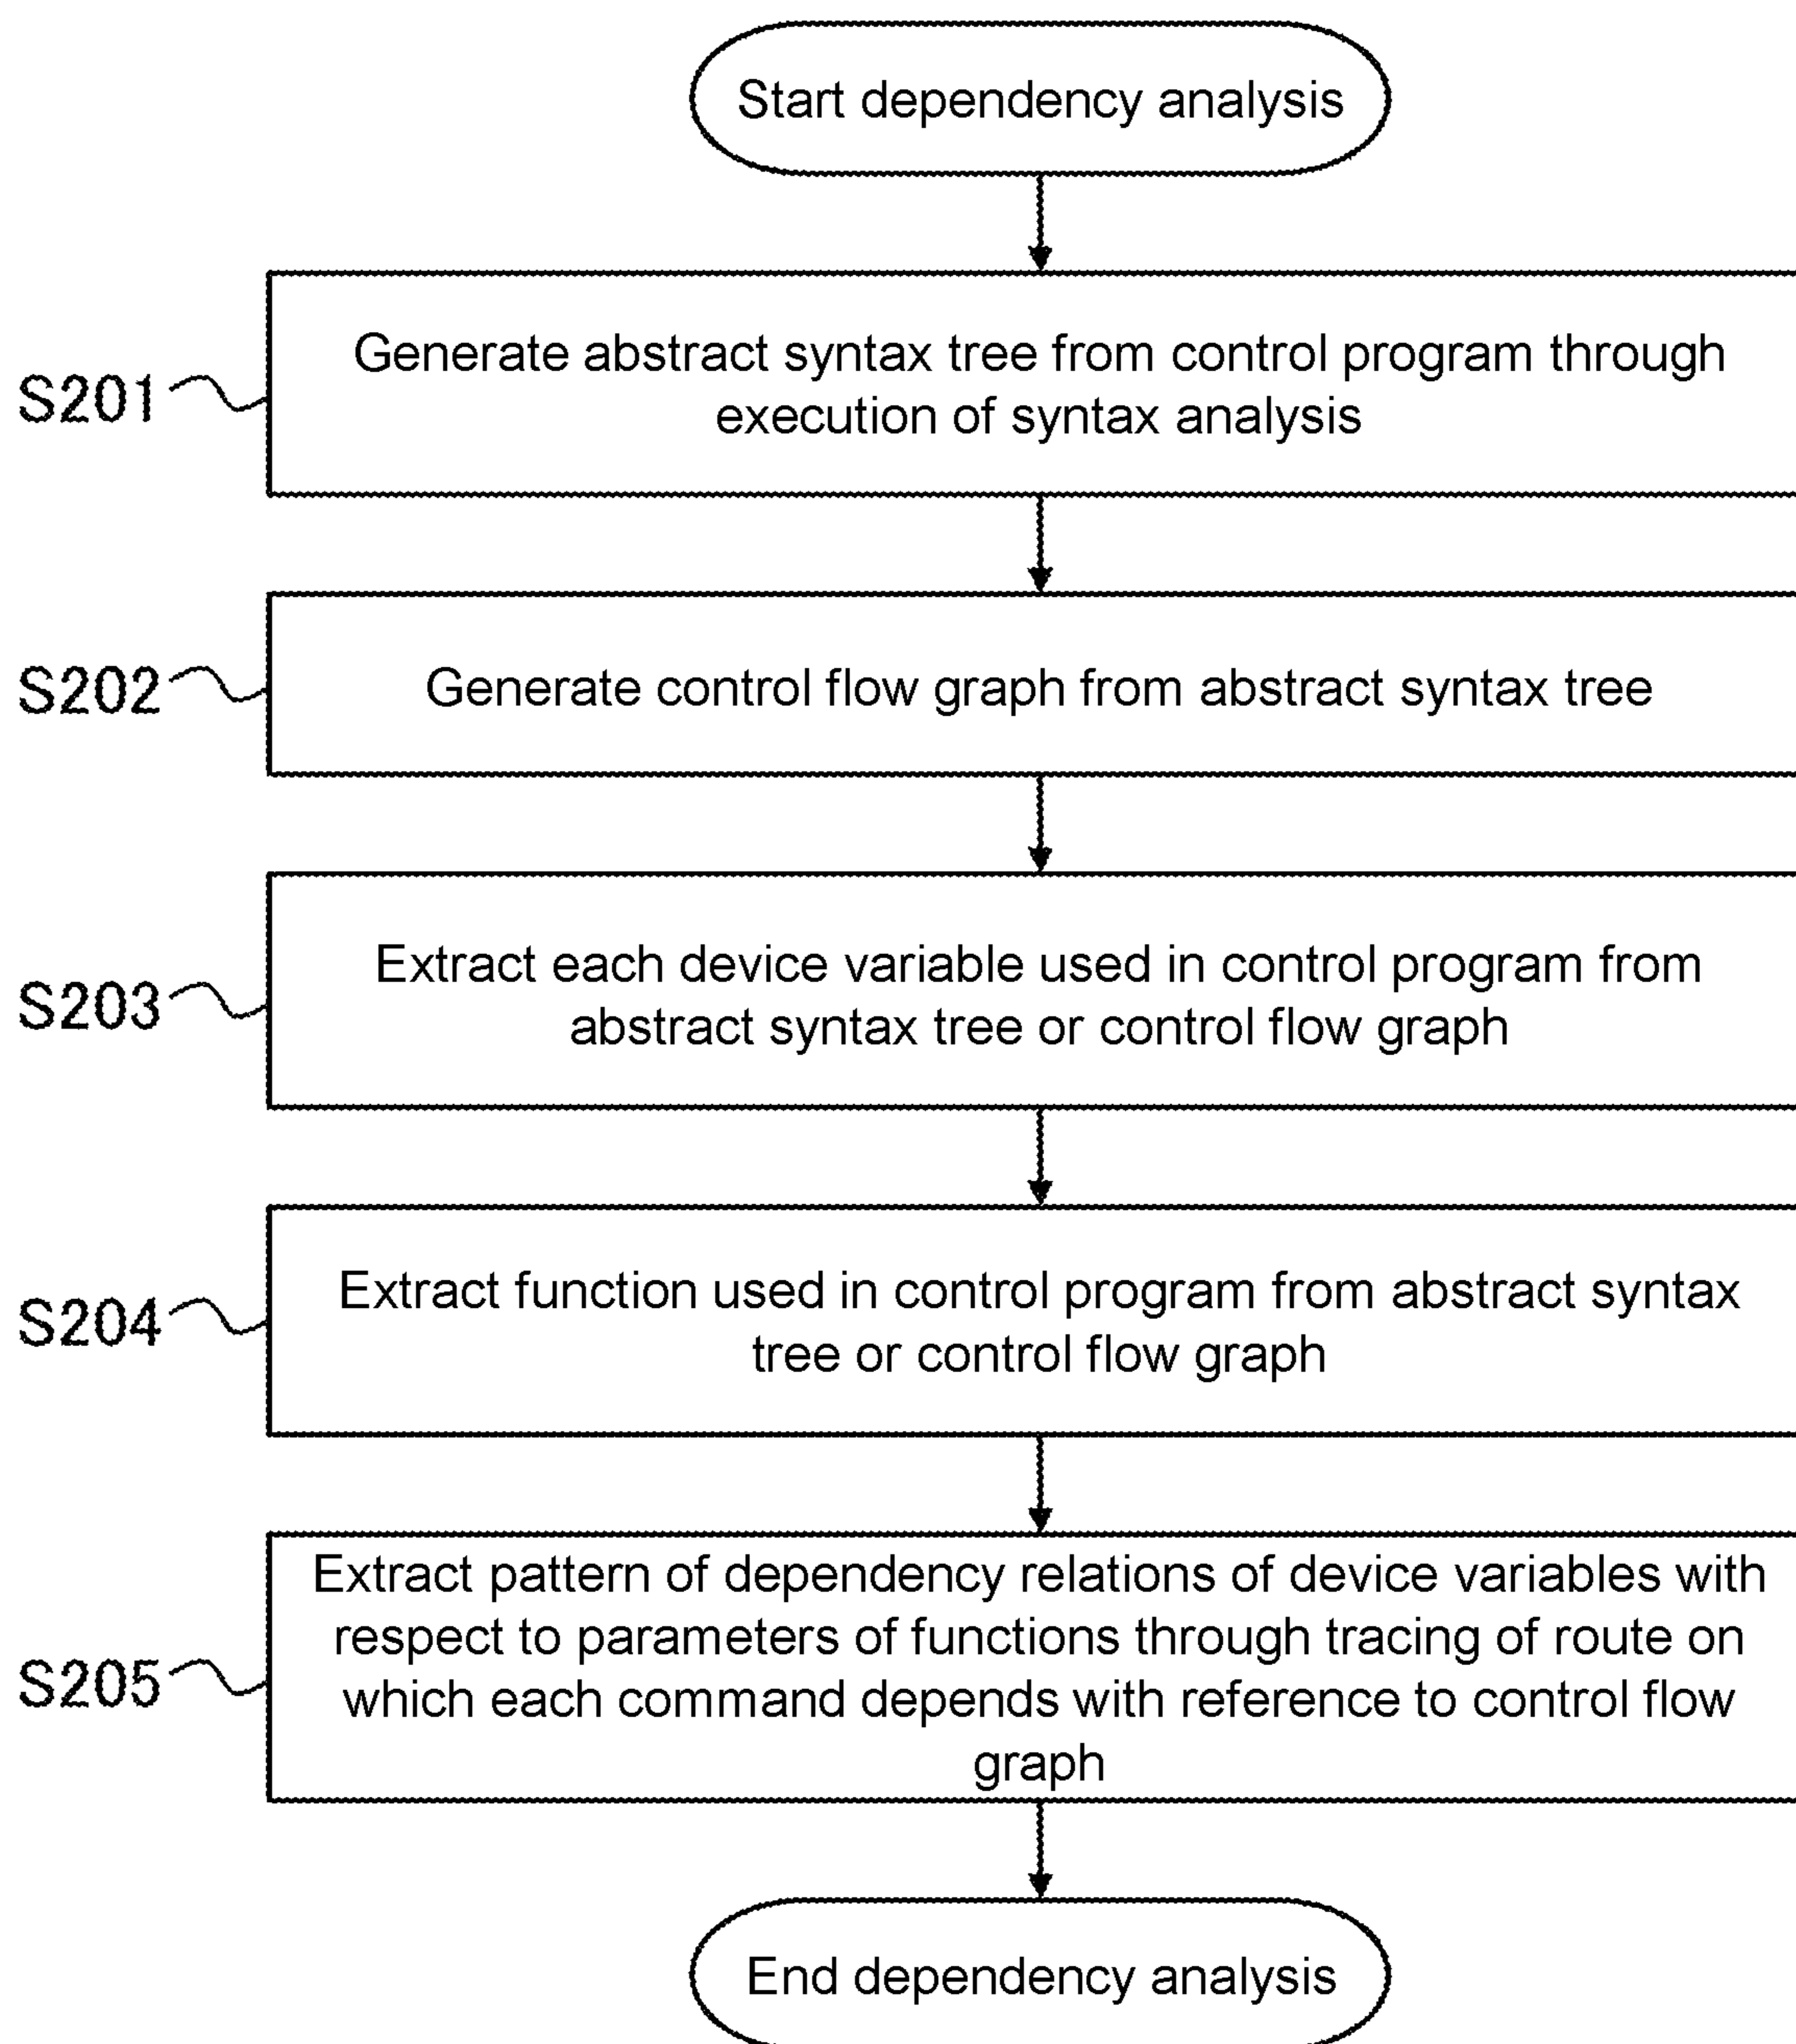 Start dependency analysis
S201
Generate abstract syntax tree from control program through
execution of syntax analysis
S202
Generate control flow graph from abstract syntax tree
S203
Extract each device variable used in control program from
abstract syntax tree or control flow graph
S204
Extract function used in control program from abstract syntax
tree or control flow graph
S205
Extract pattern of dependency relations of device variables with
respect to parameters of functions through tracing of route on
which each command depends with reference to control flow
graph
End dependency analysis